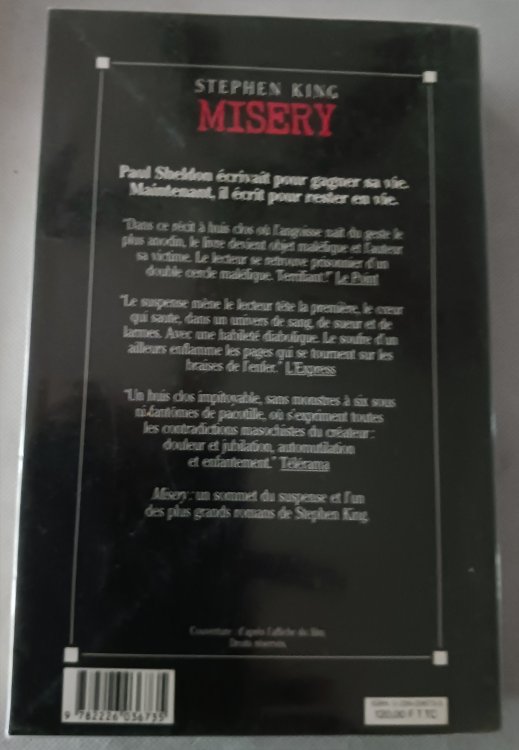 STEPHEN KING
MISERY
Paul Sheldon écrivait pour gagner sa vie.
Maintenant, il écrit pour rester en vie.
"Dans ce récit à huis clos où l'angoisse naît du geste le
plus anodin, le livre devient objet maléfique et l'auteur
sa victime. Le lecteur se retrouve prisonnier d'un
double cercle maléfique. Terrifiant!" Le Point
"Le suspense mène le lecteur tête la première, le cœur
qui saute, dans un univers de sang, de sueur et de
larmes. Avec une habileté diabolique. Le soufre d'un
ailleurs enflamme les pages qui se tournent sur les
braises de l'enfer." L'Express
"Un huis clos impitoyable, sans monstres à six sous
ni fantômes de pacotille, où s'expriment toutes
les contradictions masochistes du créateur :
douleur et jubilation, automutilation
et enfantement." Télérama
Misery : un sommet du suspense et l'un
des plus grands romans de Stephen King.
Couverture : d'après l'affiche du film.
Droits réservés.
9 782226 036735
ISBN
120,00 F TTC